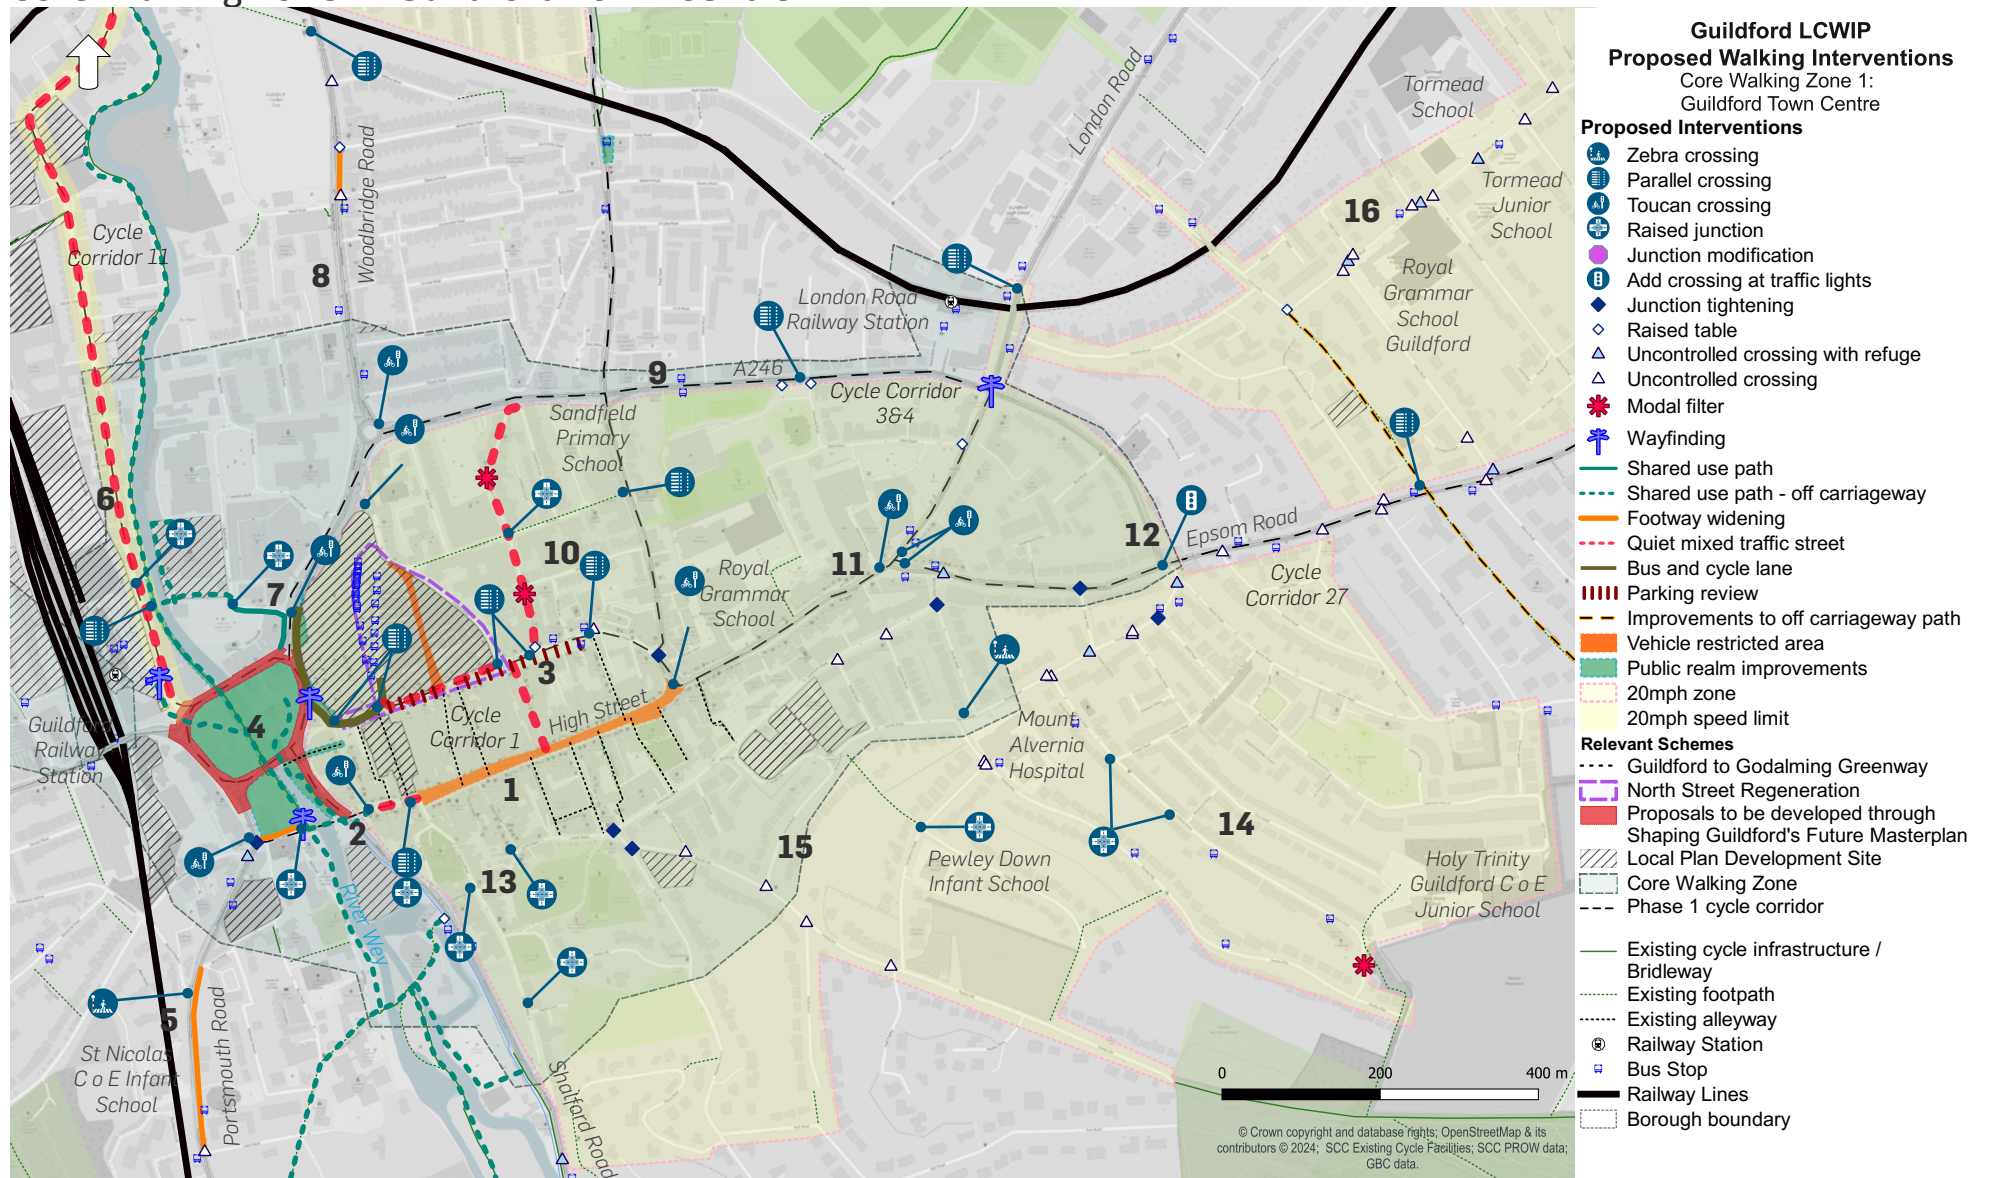 Guildford LCWIP
Proposed Walking Interventions
Core Walking Zone 1:
Guildford Town Centre
Proposed Interventions
Zebra crossing
Parallel crossing
Toucan crossing
Raised junction
Junction modification
Add crossing at traffic lights
Junction tightening
Raised table
Uncontrolled crossing with refuge
Uncontrolled crossing
Modal filter
Wayfinding
Shared use path
Shared use path - off carriageway
Footway widening
Quiet mixed traffic street
Bus and cycle lane
Parking review
Improvements to off carriageway path
Vehicle restricted area
Public realm improvements
20mph zone
20mph speed limit
Relevant Schemes
Guildford to Godalming Greenway
North Street Regeneration
Proposals to be developed through
Shaping Guildford's Future Masterplan
Local Plan Development Site
Core Walking Zone
Phase 1 cycle corridor
Existing cycle infrastructure /
Bridleway
Existing footpath
Existing alleyway
Railway Station
Bus Stop
Railway Lines
Borough boundary
London Road
Tormead
School
Tormead
Junior
School
16
Cycle
Corridor 11
Woodbridge Road
8
London Road
Railway Station
Royal
Grammar
School
Guildford
A246
9
Cycle Corridor
3&4
Sandfield
Primary
School
6
7
10
11
12
Epsom Road
Cycle
Corridor 27
Royal
Grammar
School
3
High Street
4
Cycle
Corridor 1
Guildford
Railway
Station
1
2
Mount
Alvernia
Hospital
13
15
14
Pewley Down
Infant School
Holy Trinity
Guildford C o E
Junior School
River Wey
5
Portsmouth Road
St Nicolas
C o E Infant
School
Shalford Road
0 200 400 m
© Crown copyright and database rights; OpenStreetMap & its
contributors © 2024; SCC Existing Cycle Facilities; SCC PROW data;
GBC data.